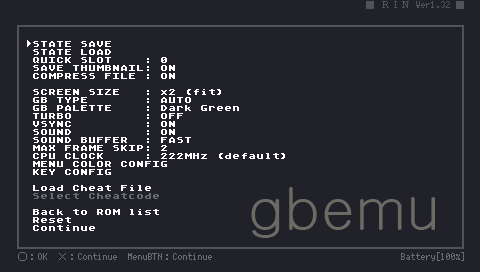 ■ R I N Ver1.32 ■
STATE SAVE
STATE LOAD
QUICK SLOT : 0
SAVE THUMBNAIL: ON
COMPRESS FILE : ON
SCREEN SIZE : x2 (fit)
GB TYPE : AUTO
GB PALETTE : Dark Green
TURBO : OFF
VSYNC : ON
SOUND : ON
SOUND BUFFER : FAST
MAX FRAME SKIP: 2
CPU CLOCK : 222MHz (default)
MENU COLOR CONFIG
KEY CONFIG
Load Cheat File
Select Cheatcode
Back to ROM list
Reset
Continue
gbemu
○: OK ×: Continue MenuBTN: Continue Battery[100%]